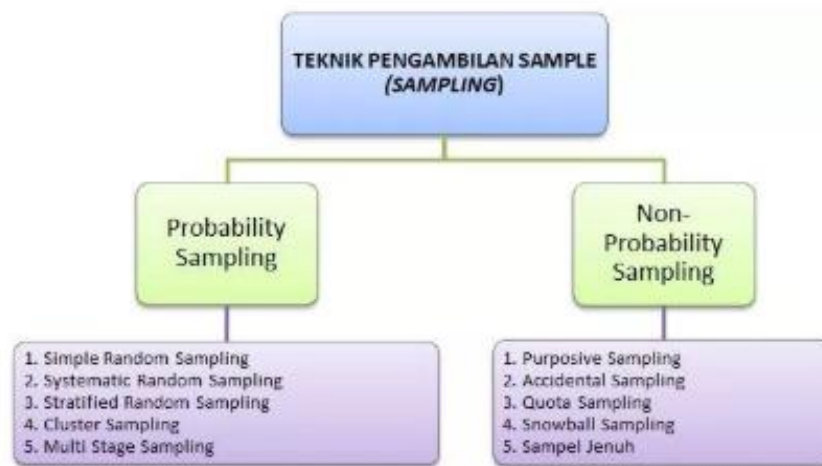 TEKNIK PENGAMBILAN SAMPLE
(SAMPLING)
Probability
Sampling
Non-
Probability
Sampling
1. Simple Random Sampling
2. Systematic Random Sampling
3. Stratified Random Sampling
4. Cluster Sampling
5. Multi Stage Sampling
1. Purposive Sampling
2. Accidental Sampling
3. Quota Sampling
4. Snowball Sampling
5. Sampel Jenuh